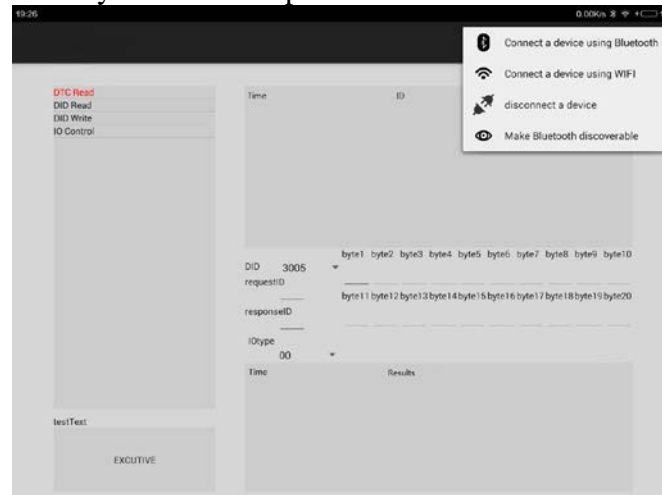 19:26 0.00K/s
Connect a device using Bluetooth
Connect a device using WIFI
disconnect a device
Make Bluetooth discoverable
DTC Read
DID Read
DID Write
IO Control
Time ID
byte1 byte2 byte3 byte4 byte5 byte6 byte7 byte8 byte9 byte10
DID 3005
requestID
byte11 byte12 byte13 byte14 byte15 byte16 byte17 byte18 byte19 byte20
responseID
IOtype
00
Time Results
testText
EXCUTIVE